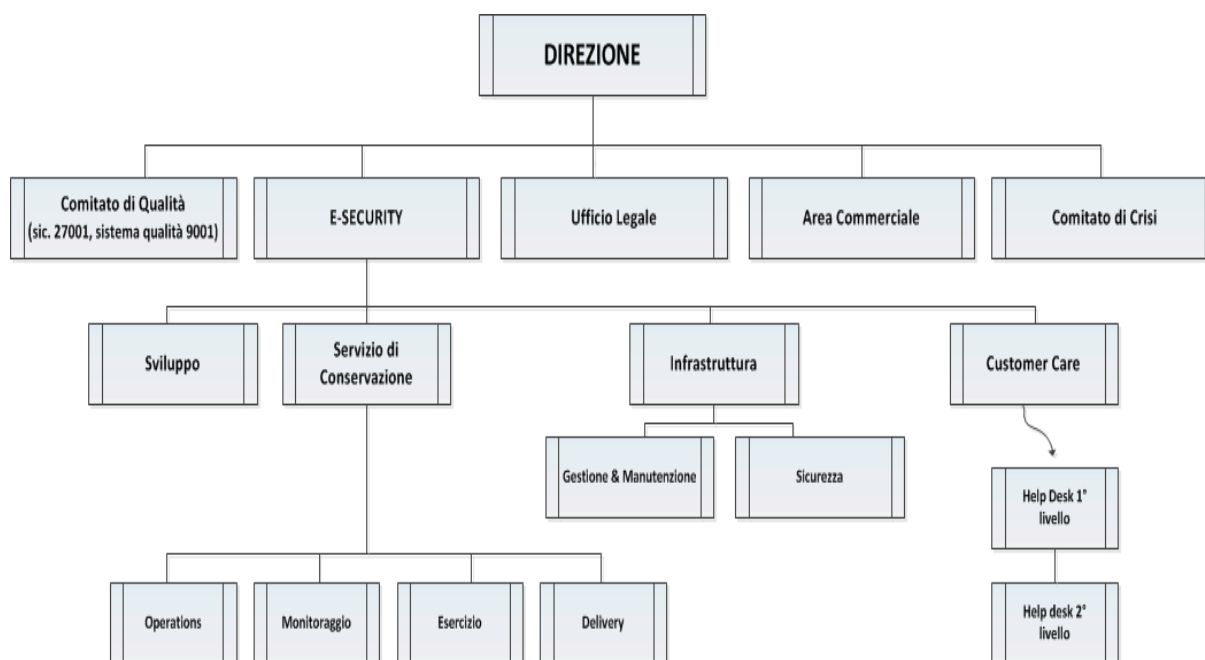 DIREZIONE
Comitato di Qualità
(sic. 27001, sistema qualità 9001)
E-SECURITY
Ufficio Legale
Area Commerciale
Comitato di Crisi
Sviluppo
Servizio di
Conservazione
Infrastruttura
Customer Care
Gestione & Manutenzione
Sicurezza
Help Desk 1°
livello
Operations
Monitoraggio
Esercizio
Delivery
Help desk 2°
livello